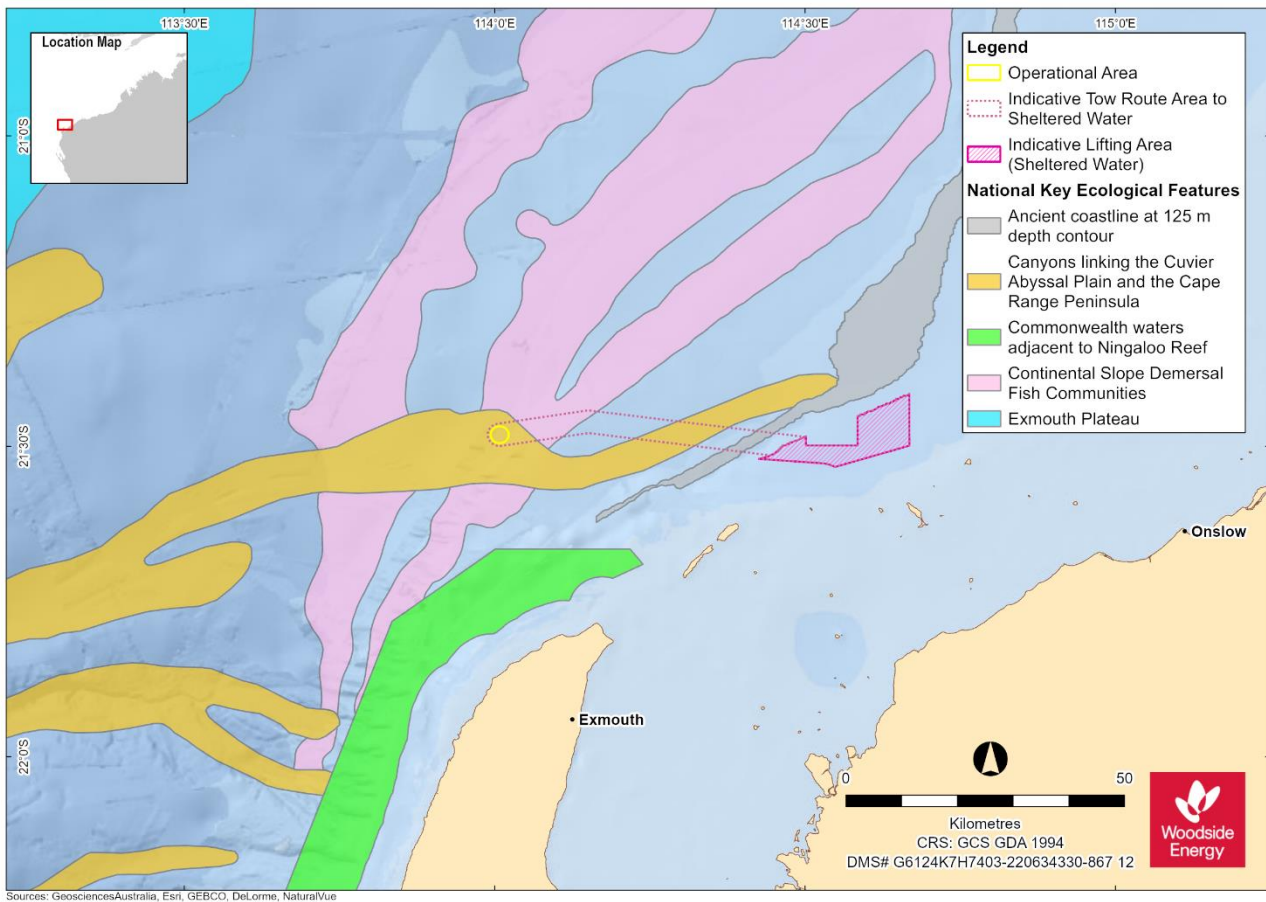 113°30'E
114°0'E
114°30'E
115°0'E
Location Map
21°0'S
21°30'S
22°0'S
Legend
Operational Area
Indicative Tow Route Area to
Sheltered Water
Indicative Lifting Area
(Sheltered Water)
National Key Ecological Features
Ancient coastline at 125 m
depth contour
Canyons linking the Cuvier
Abyssal Plain and the Cape
Range Peninsula
Commonwealth waters
adjacent to Ningaloo Reef
Continental Slope Demersal
Fish Communities
Exmouth Plateau
Onslow
Exmouth
0
50
Kilometres
CRS: GCS GDA 1994
DMS# G6124K7H7403-220634330-867 12
Woodside
Energy
Sources: GeosciencesAustralia, Esri, GEBCO, DeLorme, NaturalVue